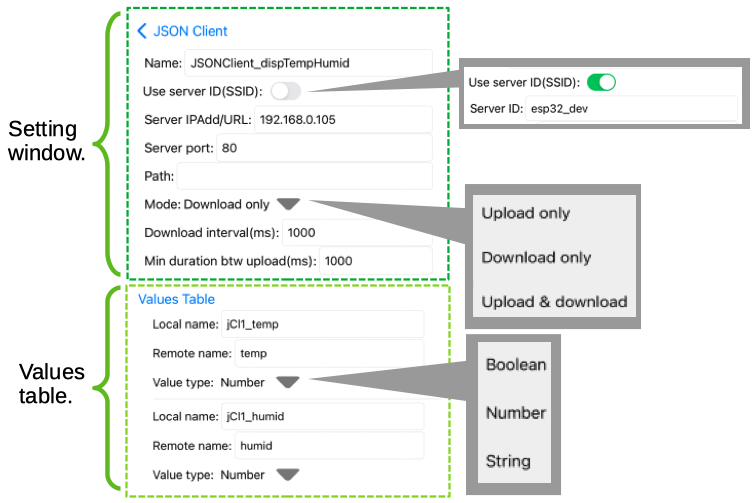 JSON Client
Name: JSONClient_dispTempHumid
Use server ID(SSID):
Server IPAdd/URL: 192.168.0.105
Server port: 80
Path:
Mode: Download only
Download interval(ms): 1000
Min duration btw upload(ms): 1000
Setting
window.
Use server ID(SSID):
Server ID: esp32_dev
Upload only
Download only
Upload & download
Values Table
Local name: jCl1_temp
Remote name: temp
Value type: Number
Local name: jCl1_humid
Remote name: humid
Value type: Number
Values
table.
Boolean
Number
String